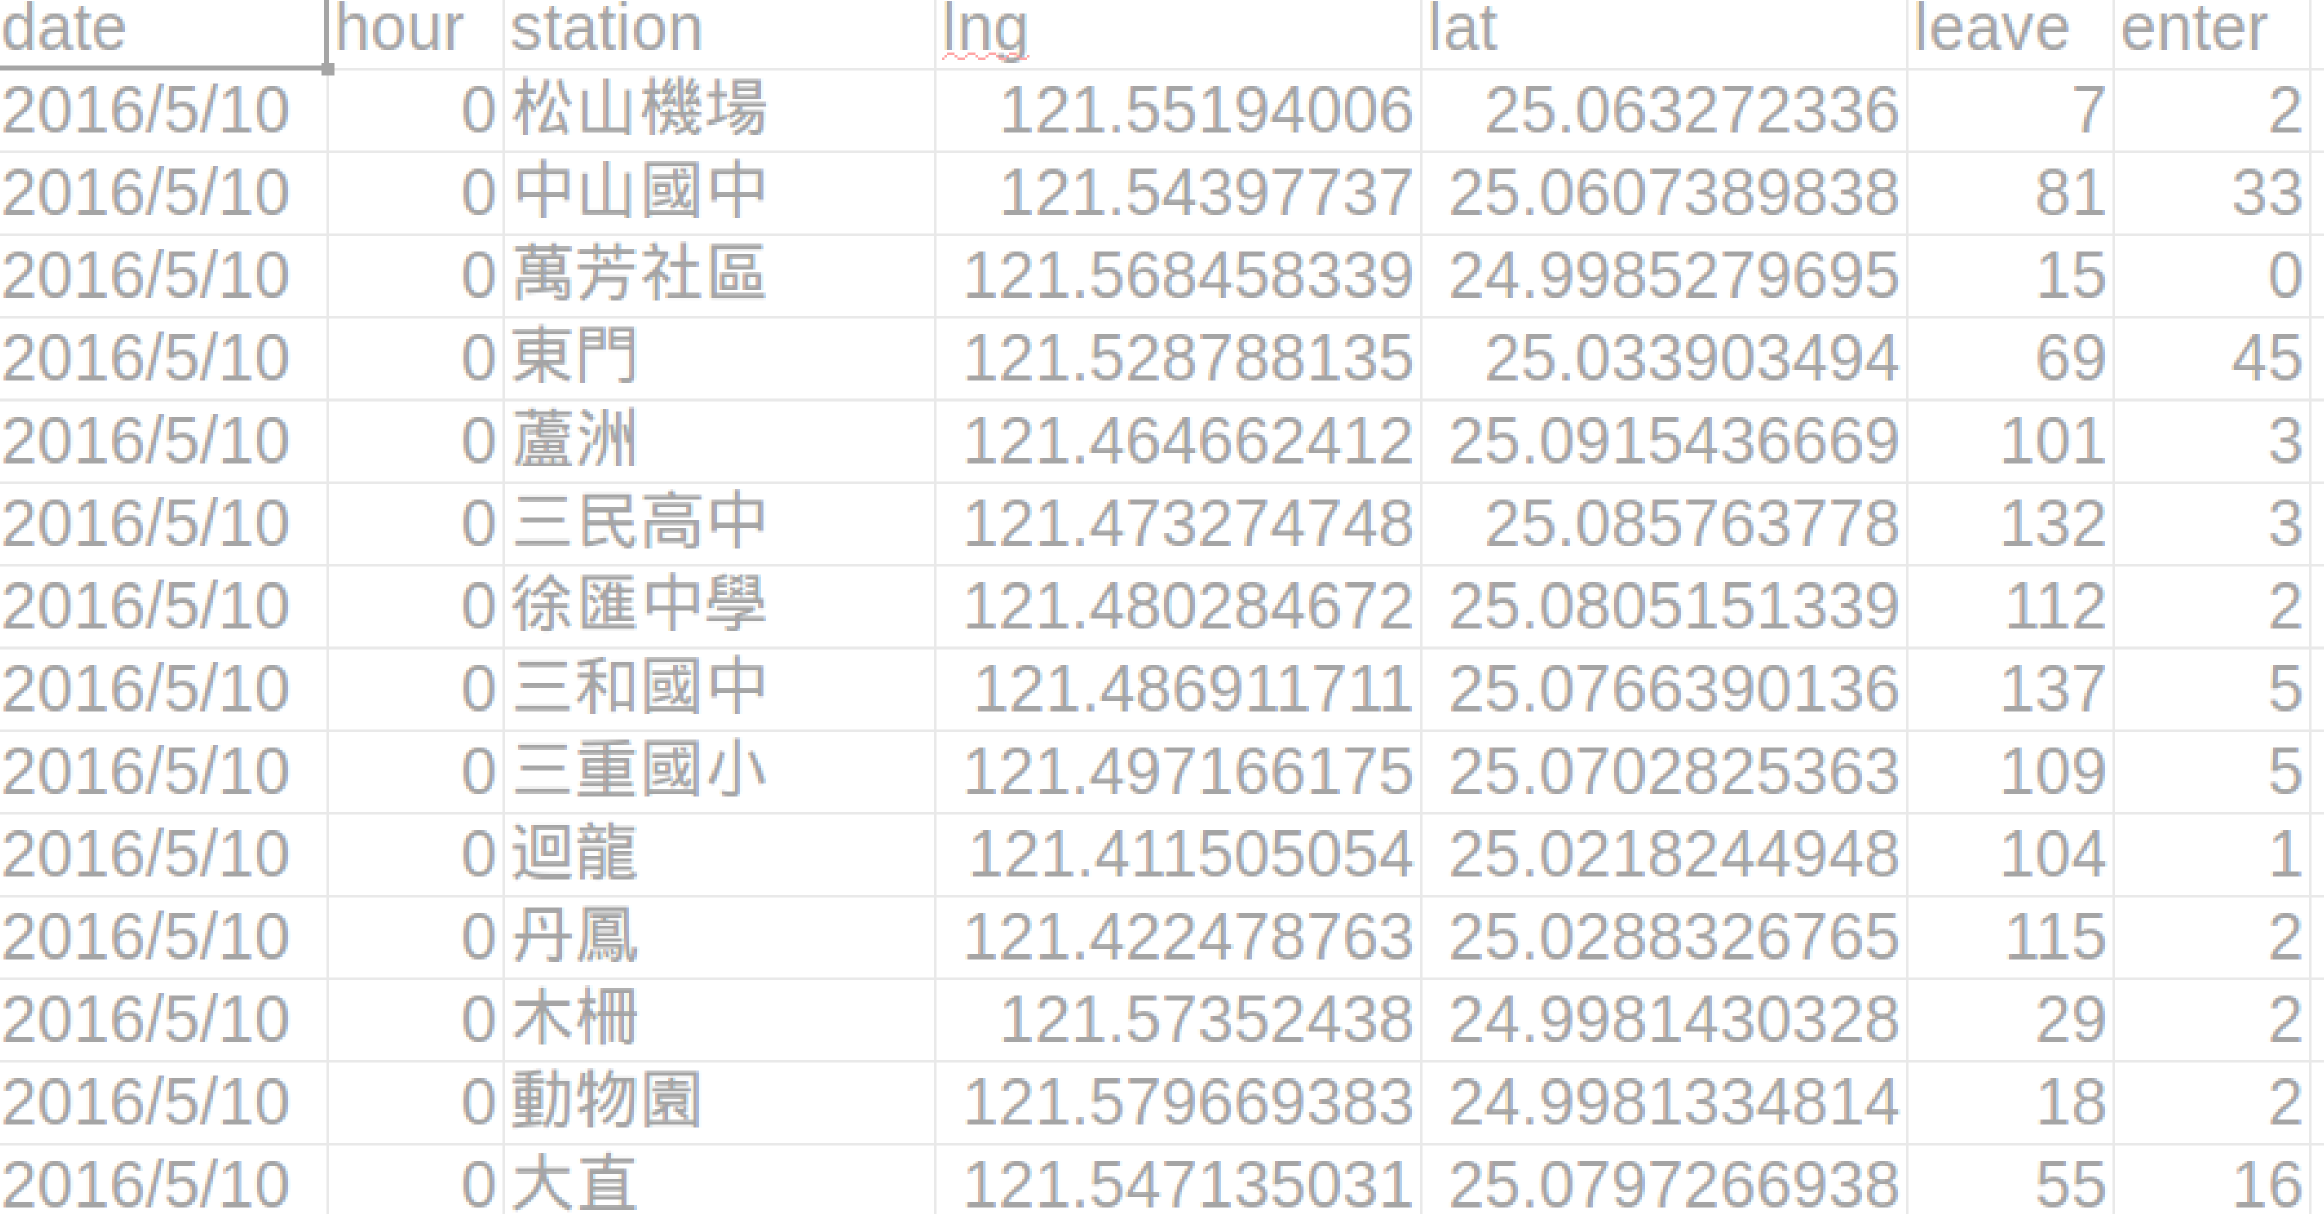 date hour station lng lat leave enter
2016/5/10 0 松山機場 121.55194006 25.063272336 7 2
2016/5/10 0 中山國中 121.54397737 25.0607389838 81 33
2016/5/10 0 萬芳社區 121.568458339 24.9985279695 15 0
2016/5/10 0 東門 121.528788135 25.033903494 69 45
2016/5/10 0 蘆洲 121.464662412 25.0915436669 101 3
2016/5/10 0 三民高中 121.473274748 25.085763778 132 3
2016/5/10 0 徐匯中學 121.480284672 25.0805151339 112 2
2016/5/10 0 三和國中 121.486911711 25.0766390136 137 5
2016/5/10 0 三重國小 121.497166175 25.0702825363 109 5
2016/5/10 0 迴龍 121.411505054 25.0218244948 104 1
2016/5/10 0 丹鳳 121.422478763 25.0288326765 115 2
2016/5/10 0 木柵 121.57352438 24.9981430328 29 2
2016/5/10 0 動物園 121.579669383 24.9981334814 18 2
2016/5/10 0 大直 121.547135031 25.0797266938 55 16